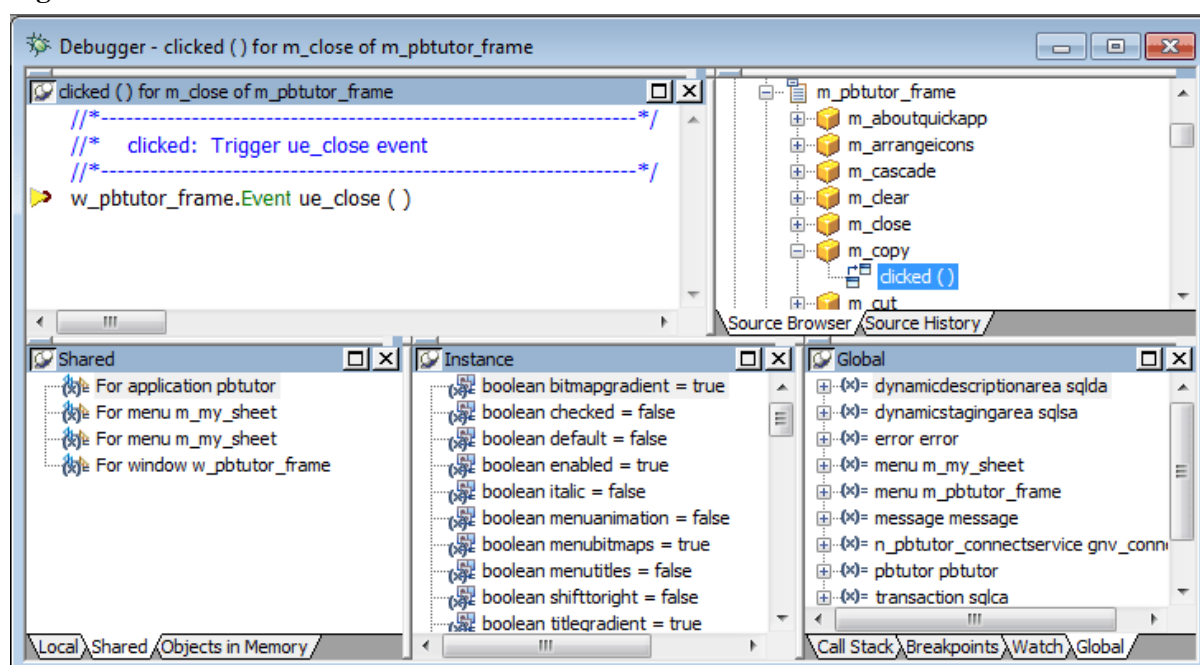 Debugger - clicked ( ) for m_close of m_pbtutor_frame
clicked ( ) for m_close of m_pbtutor_frame
//*-----------------------------------------------------------------*/
//* clicked: Trigger ue_close event
//*-----------------------------------------------------------------*/
w_pbtutor_frame.Event ue_close ( )
m_pbtutor_frame
m_aboutquickapp
m_arrangeicons
m_cascade
m_clear
m_close
m_copy
clicked ( )
m_cut
Source Browser Source History
Shared
For application pbtutor
For menu m_my_sheet
For menu m_my_sheet
For window w_pbtutor_frame
Local Shared Objects in Memory
Instance
boolean bitmapgradient = true
boolean checked = false
boolean default = false
boolean enabled = true
boolean italic = false
boolean menuanimation = false
boolean menubitmaps = true
boolean menutitles = false
boolean shifttoright = false
boolean titlegradient = true
Global
dynamicdescriptionarea sqlda
dynamicstagingarea sqlsa
error error
menu m_my_sheet
menu m_pbtutor_frame
message message
n_pbtutor_connectservice gnv_conn
pbtutor pbtutor
transaction sqlca
Call Stack Breakpoints Watch Global